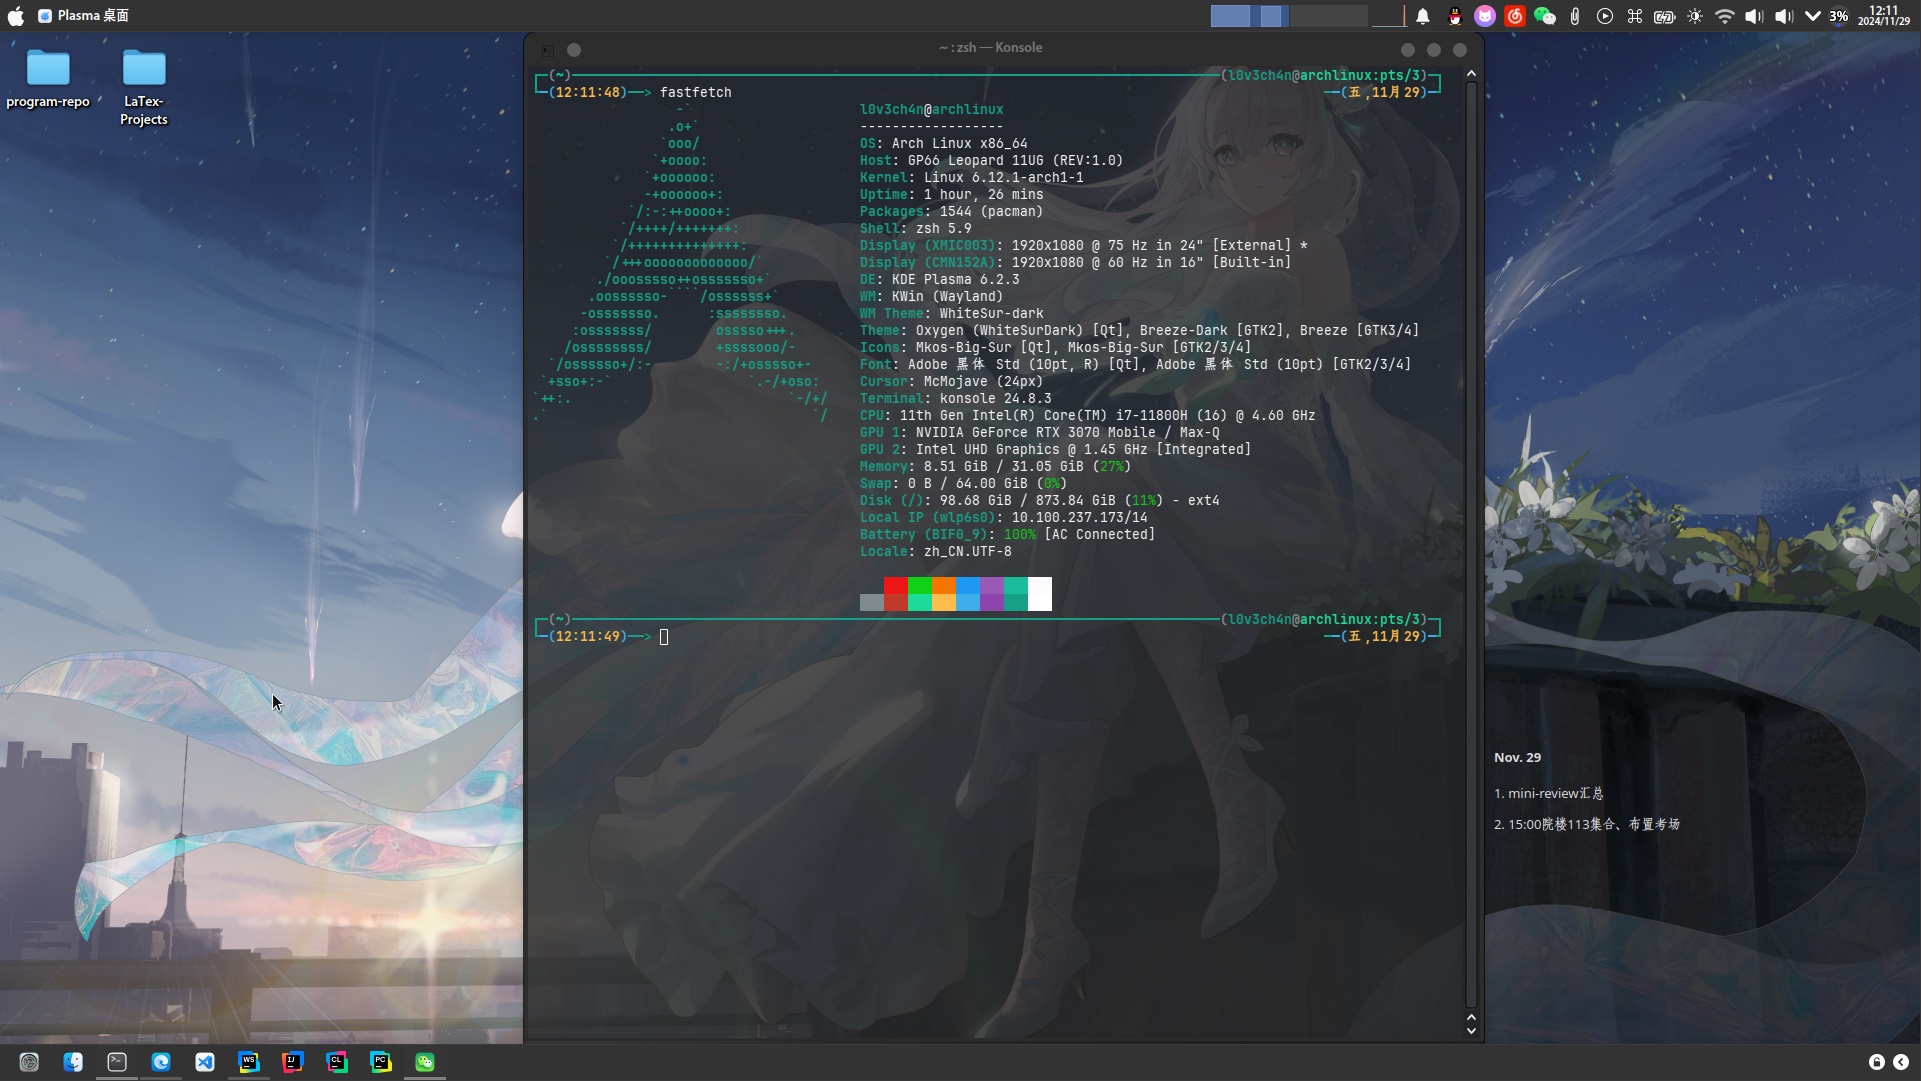 Plasma 桌面
3%
12:11
2024/11/29
program-repo
LaTex-
Projects
~ : zsh — Konsole
(~) (l0v3ch4n@archlinux:pts/3)
(12:11:48)──> fastfetch (五 ,11月 29)
l0v3ch4n@archlinux
------------------
OS: Arch Linux x86_64
Host: GP66 Leopard 11UG (REV:1.0)
Kernel: Linux 6.12.1-arch1-1
Uptime: 1 hour, 26 mins
Packages: 1544 (pacman)
Shell: zsh 5.9
Display (XMIC003): 1920x1080 @ 75 Hz in 24" [External] *
Display (CMN152A): 1920x1080 @ 60 Hz in 16" [Built-in]
DE: KDE Plasma 6.2.3
WM: KWin (Wayland)
WM Theme: WhiteSur-dark
Theme: Oxygen (WhiteSurDark) [Qt], Breeze-Dark [GTK2], Breeze [GTK3/4]
Icons: Mkos-Big-Sur [Qt], Mkos-Big-Sur [GTK2/3/4]
Font: Adobe 黑体 Std (10pt, R) [Qt], Adobe 黑体 Std (10pt) [GTK2/3/4]
Cursor: McMojave (24px)
Terminal: konsole 24.8.3
CPU: 11th Gen Intel(R) Core(TM) i7-11800H (16) @ 4.60 GHz
GPU 1: NVIDIA GeForce RTX 3070 Mobile / Max-Q
GPU 2: Intel UHD Graphics @ 1.45 GHz [Integrated]
Memory: 8.51 GiB / 31.05 GiB (27%)
Swap: 0 B / 64.00 GiB (0%)
Disk (/): 98.68 GiB / 873.84 GiB (11%) - ext4
Local IP (wlp6s0): 10.100.237.173/14
Battery (BIF0_9): 100% [AC Connected]
Locale: zh_CN.UTF-8
(~) (l0v3ch4n@archlinux:pts/3)
(12:11:49)──> (五 ,11月 29)
Nov. 29
1. mini-review汇总
2. 15:00院楼113集合、布置考场
WS
IJ
CL
PC